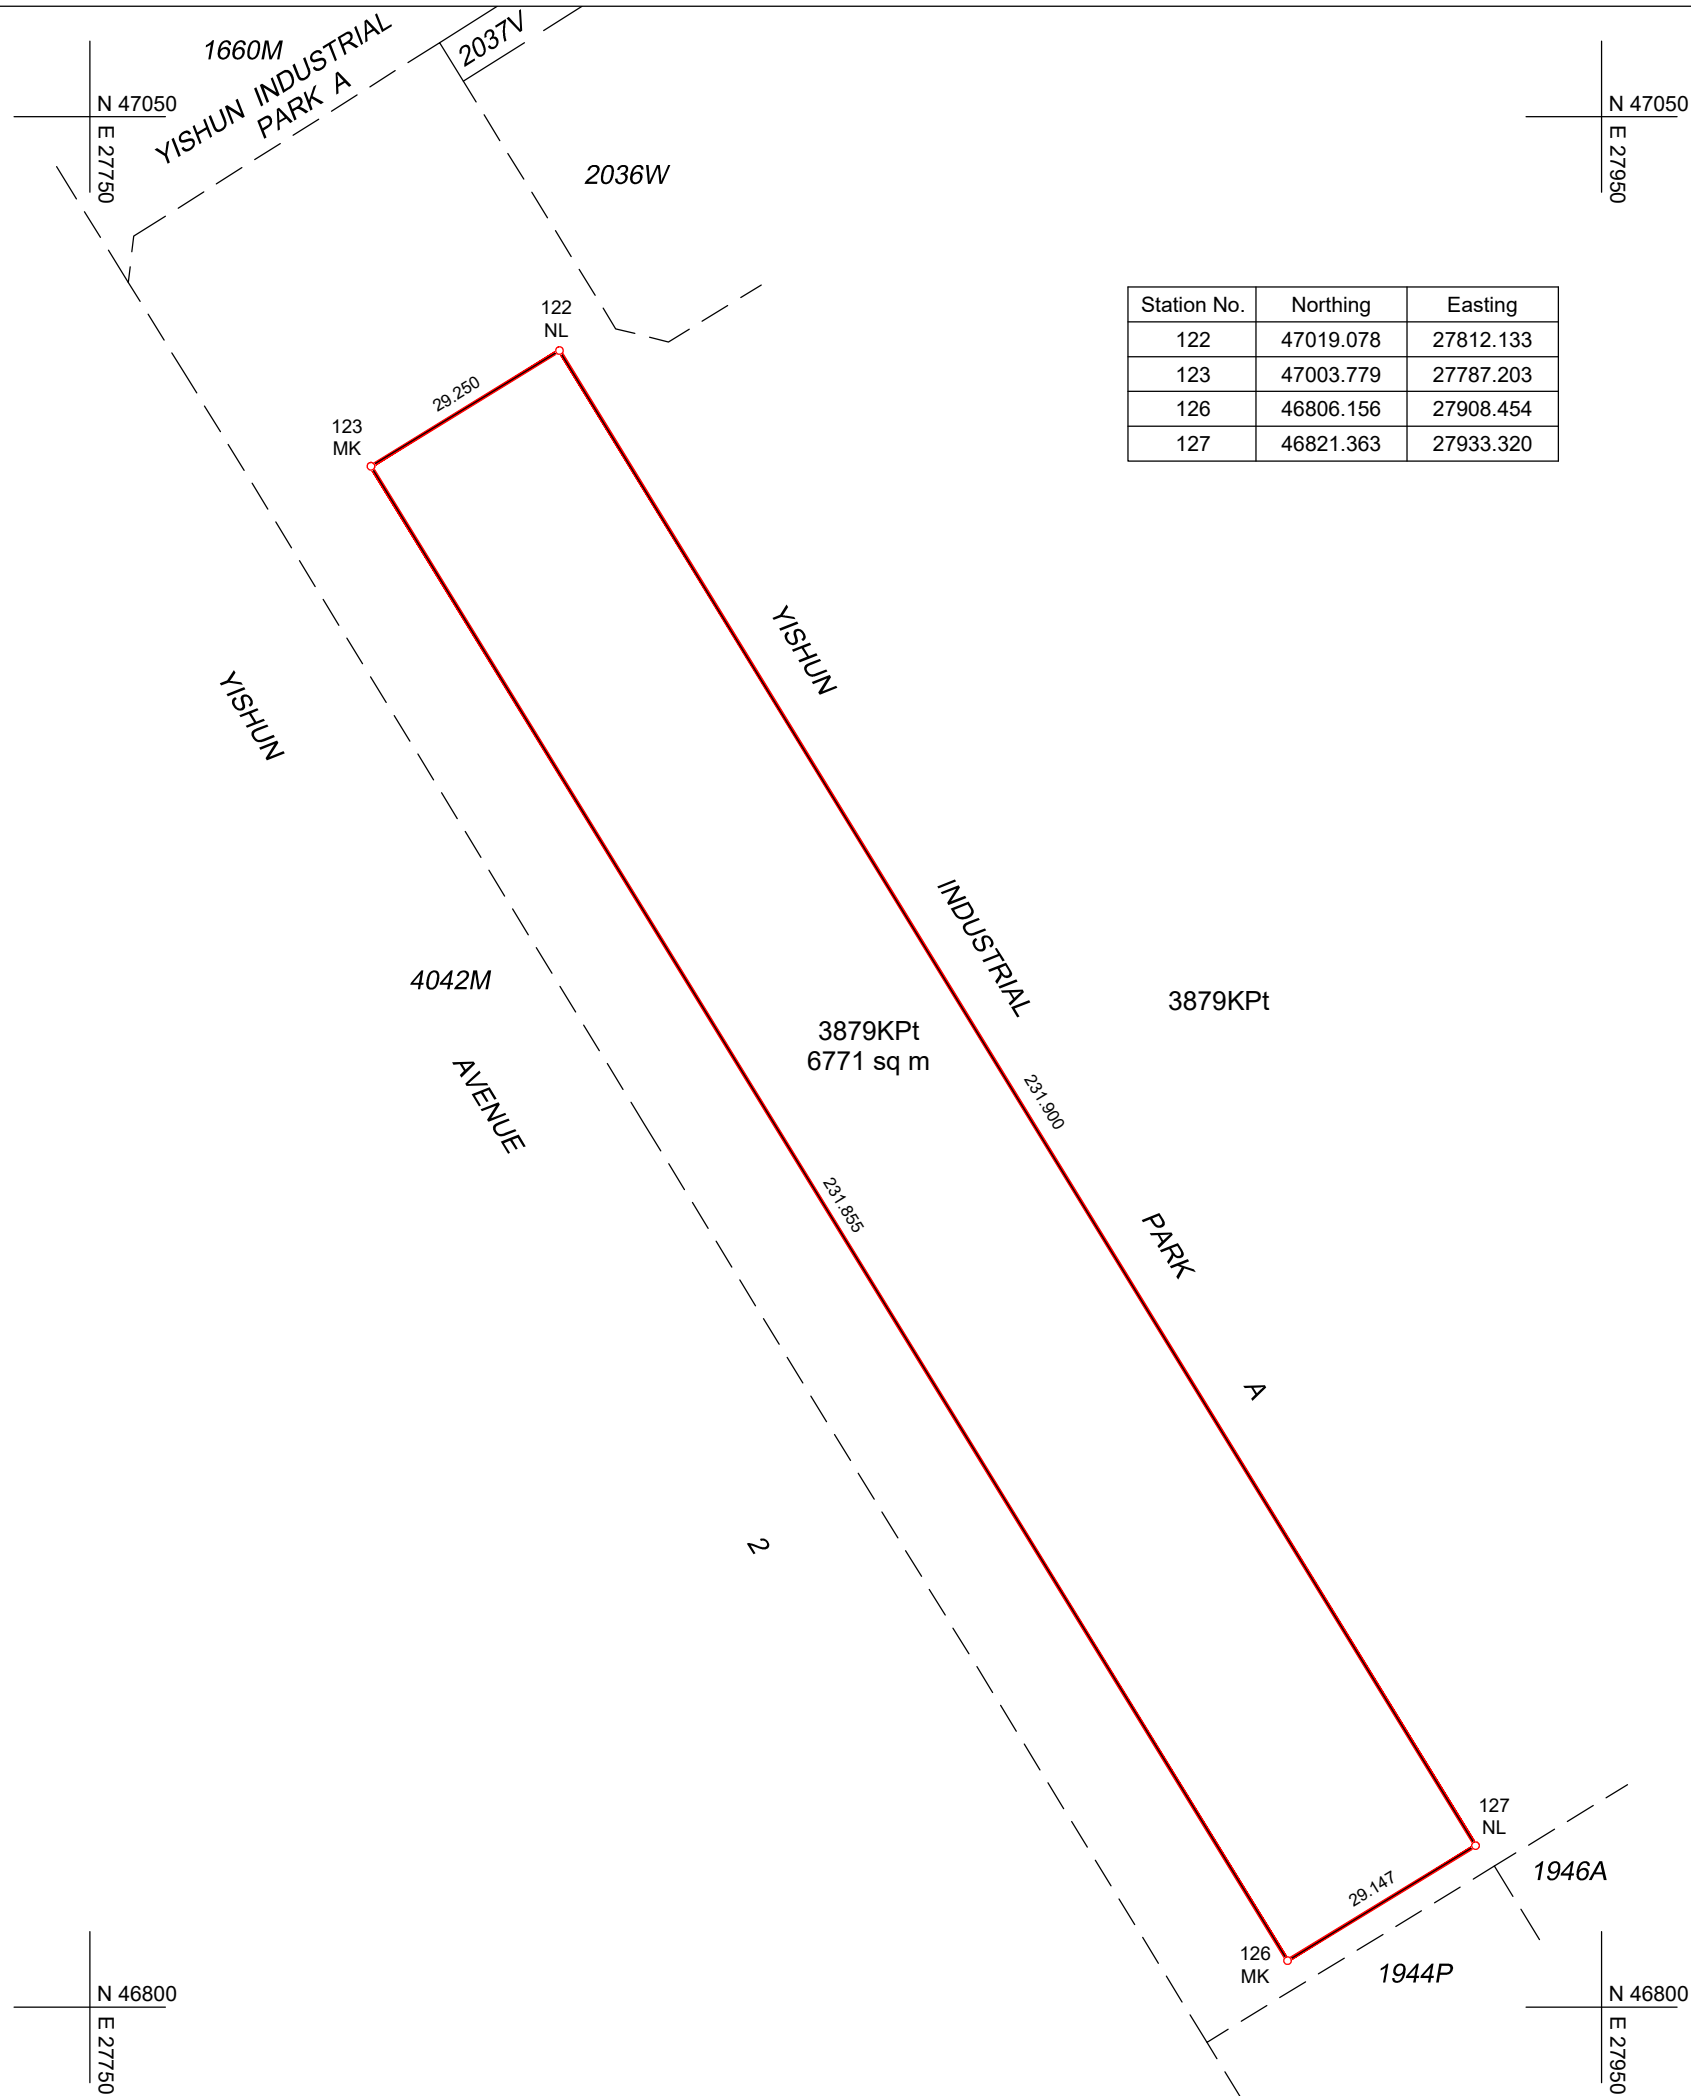 1660M
YISHUN INDUSTRIAL
PARK A
2037V
N 47050
E 27750
N 47050
E 27950
2036W
Station No. Northing Easting
122 47019.078 27812.133
123 47003.779 27787.203
126 46806.156 27908.454
127 46821.363 27933.320
122
NL
29.250
123
MK
YISHUN
YISHUN
INDUSTRIAL
4042M
3879KPt
3879KPt
6771 sq m
AVENUE
231.900
231.855
PARK
A
2
127
NL
1946A
29.147
126
MK
1944P
N 46800
E 27750
N 46800
E 27950